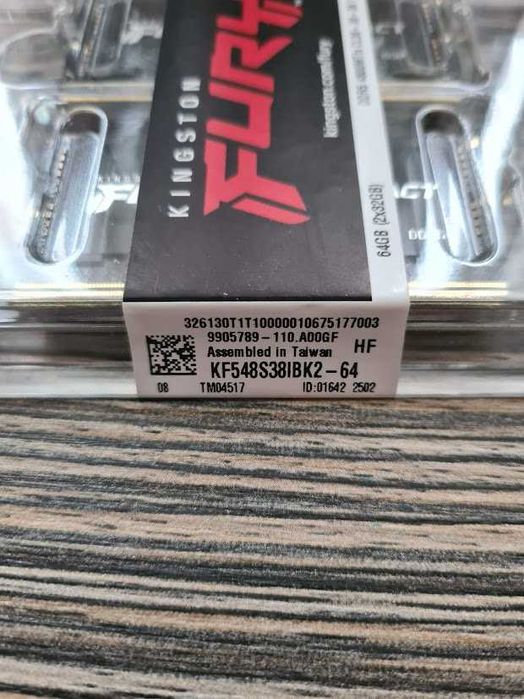 KINGSTON
FURY
kingston.com/fury
64GB (2x32GB)
326130T1T10000010675177003
9905789-110.A00GF
Assembled in Taiwan
HF
KF548S38IBK2-64
08 TM04517 ID:01642 2502